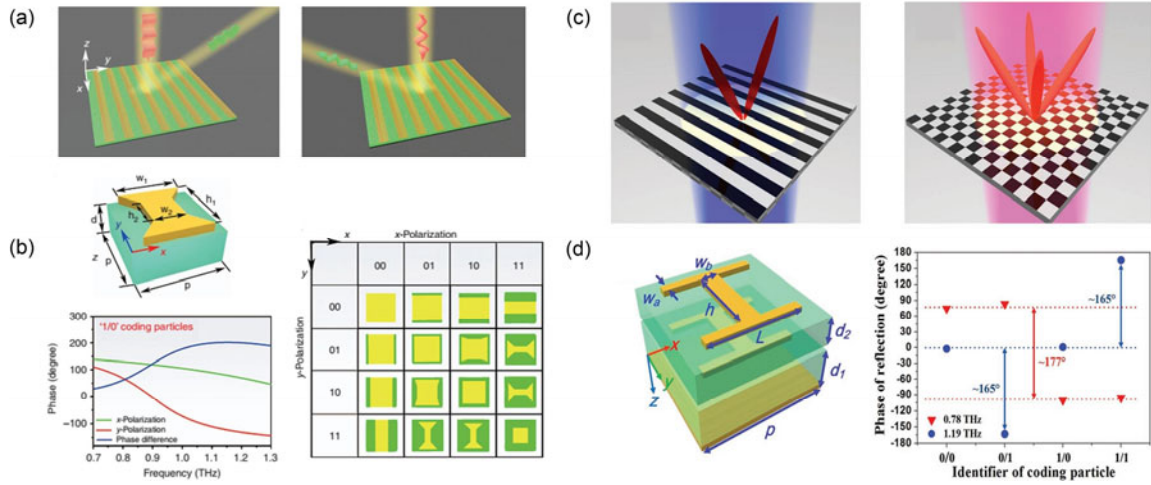 (a)
z
y
x
(b)
w1
h1
h2
w2
d
y
x
z
p
p
'1/0' coding particles
300
200
100
0
−100
Phase (degree)
x-Polarization
y-Polarization
Phase difference
0.7 0.8 0.9 1.0 1.1 1.2 1.3
Frequency (THz)
x-Polarization
x
y
00 01 10 11
y-Polarization
00
01
10
11
(c)
(d)
wb
wa
h
L
d2
d1
x
y
z
p
Phase of reflection (degree)
180
150
120
90
60
30
0
-30
-60
-90
-120
-150
-180
~165°
~177°
~165°
0.78 THz
1.19 THz
0/0 0/1 1/0 1/1
Identifier of coding particle